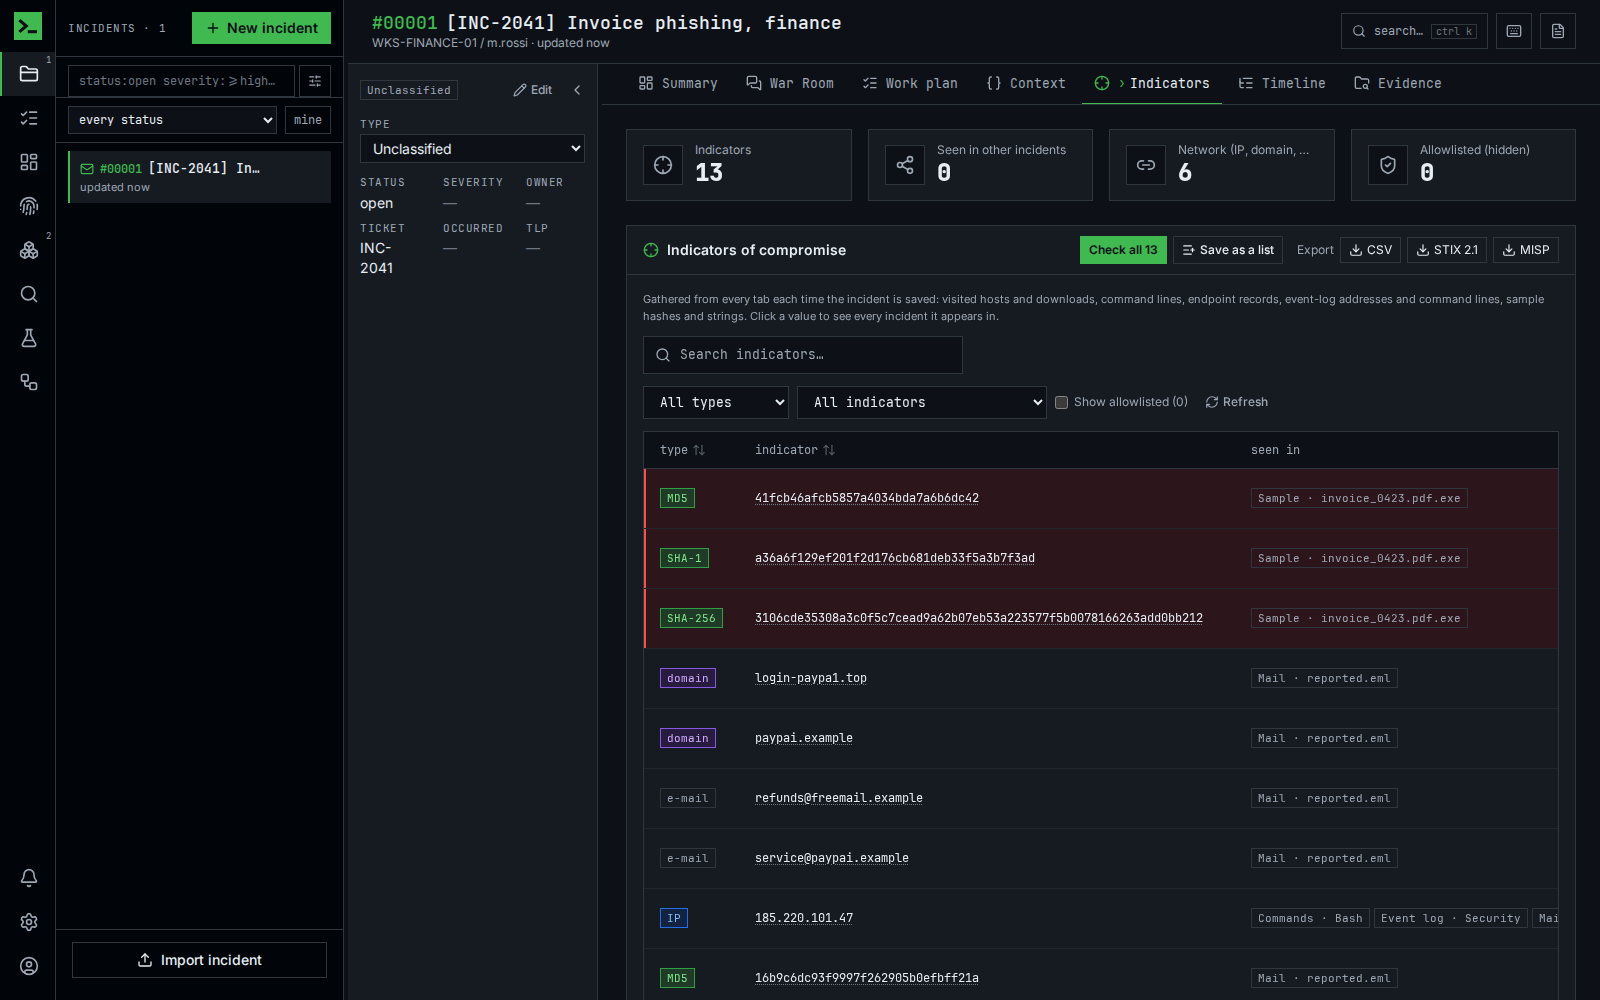 1
2
INCIDENTS · 1
New incident
status:open severity:>=high…
every status
mine
#00001 [INC-2041] In…
updated now
Import incident
#00001 [INC-2041] Invoice phishing, finance
WKS-FINANCE-01 / m.rossi · updated now
search…
ctrl k
Unclassified
Edit
TYPE
Unclassified
STATUS SEVERITY OWNER
open — —
TICKET OCCURRED TLP
INC-2041 — —
Summary
War Room
Work plan
Context
› Indicators
Timeline
Evidence
Indicators
13
Seen in other incidents
0
Network (IP, domain, …
6
Allowlisted (hidden)
0
Indicators of compromise
Check all 13
Save as a list
Export
CSV
STIX 2.1
MISP
Gathered from every tab each time the incident is saved: visited hosts and downloads, command lines, endpoint records, event-log addresses and command lines, sample
hashes and strings. Click a value to see every incident it appears in.
Search indicators…
All types
All indicators
Show allowlisted (0)
Refresh
type indicator seen in
MD5 41fcb46afcb5857a4034bda7a6b6dc42 Sample · invoice_0423.pdf.exe
SHA-1 a36a6f129ef201f2d176cb681deb33f5a3b7f3ad Sample · invoice_0423.pdf.exe
SHA-256 3106cde35308a3c0f5c7cead9a62b07eb53a223577f5b0078166263add0bb212 Sample · invoice_0423.pdf.exe
domain login-paypa1.top Mail · reported.eml
domain paypai.example Mail · reported.eml
e-mail refunds@freemail.example Mail · reported.eml
e-mail service@paypai.example Mail · reported.eml
IP 185.220.101.47 Commands · Bash Event log · Security Mai
MD5 16b9c6dc93f9997f262905b0efbff21a Mail · reported.eml